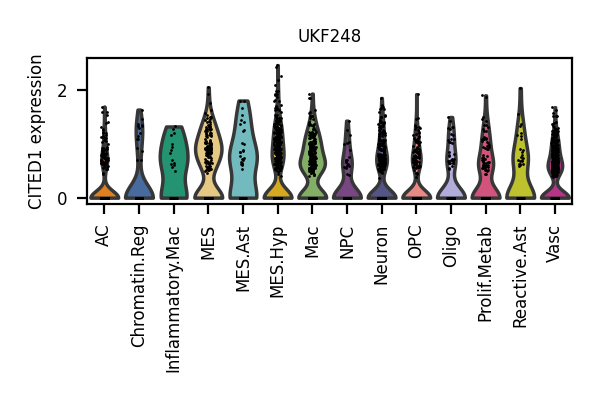 UKF248
CITED1 expression
2
0
AC
Chromatin.Reg
Inflammatory.Mac
MES
MES.Ast
MES.Hyp
Mac
NPC
Neuron
OPC
Oligo
Prolif.Metab
Reactive.Ast
Vasc